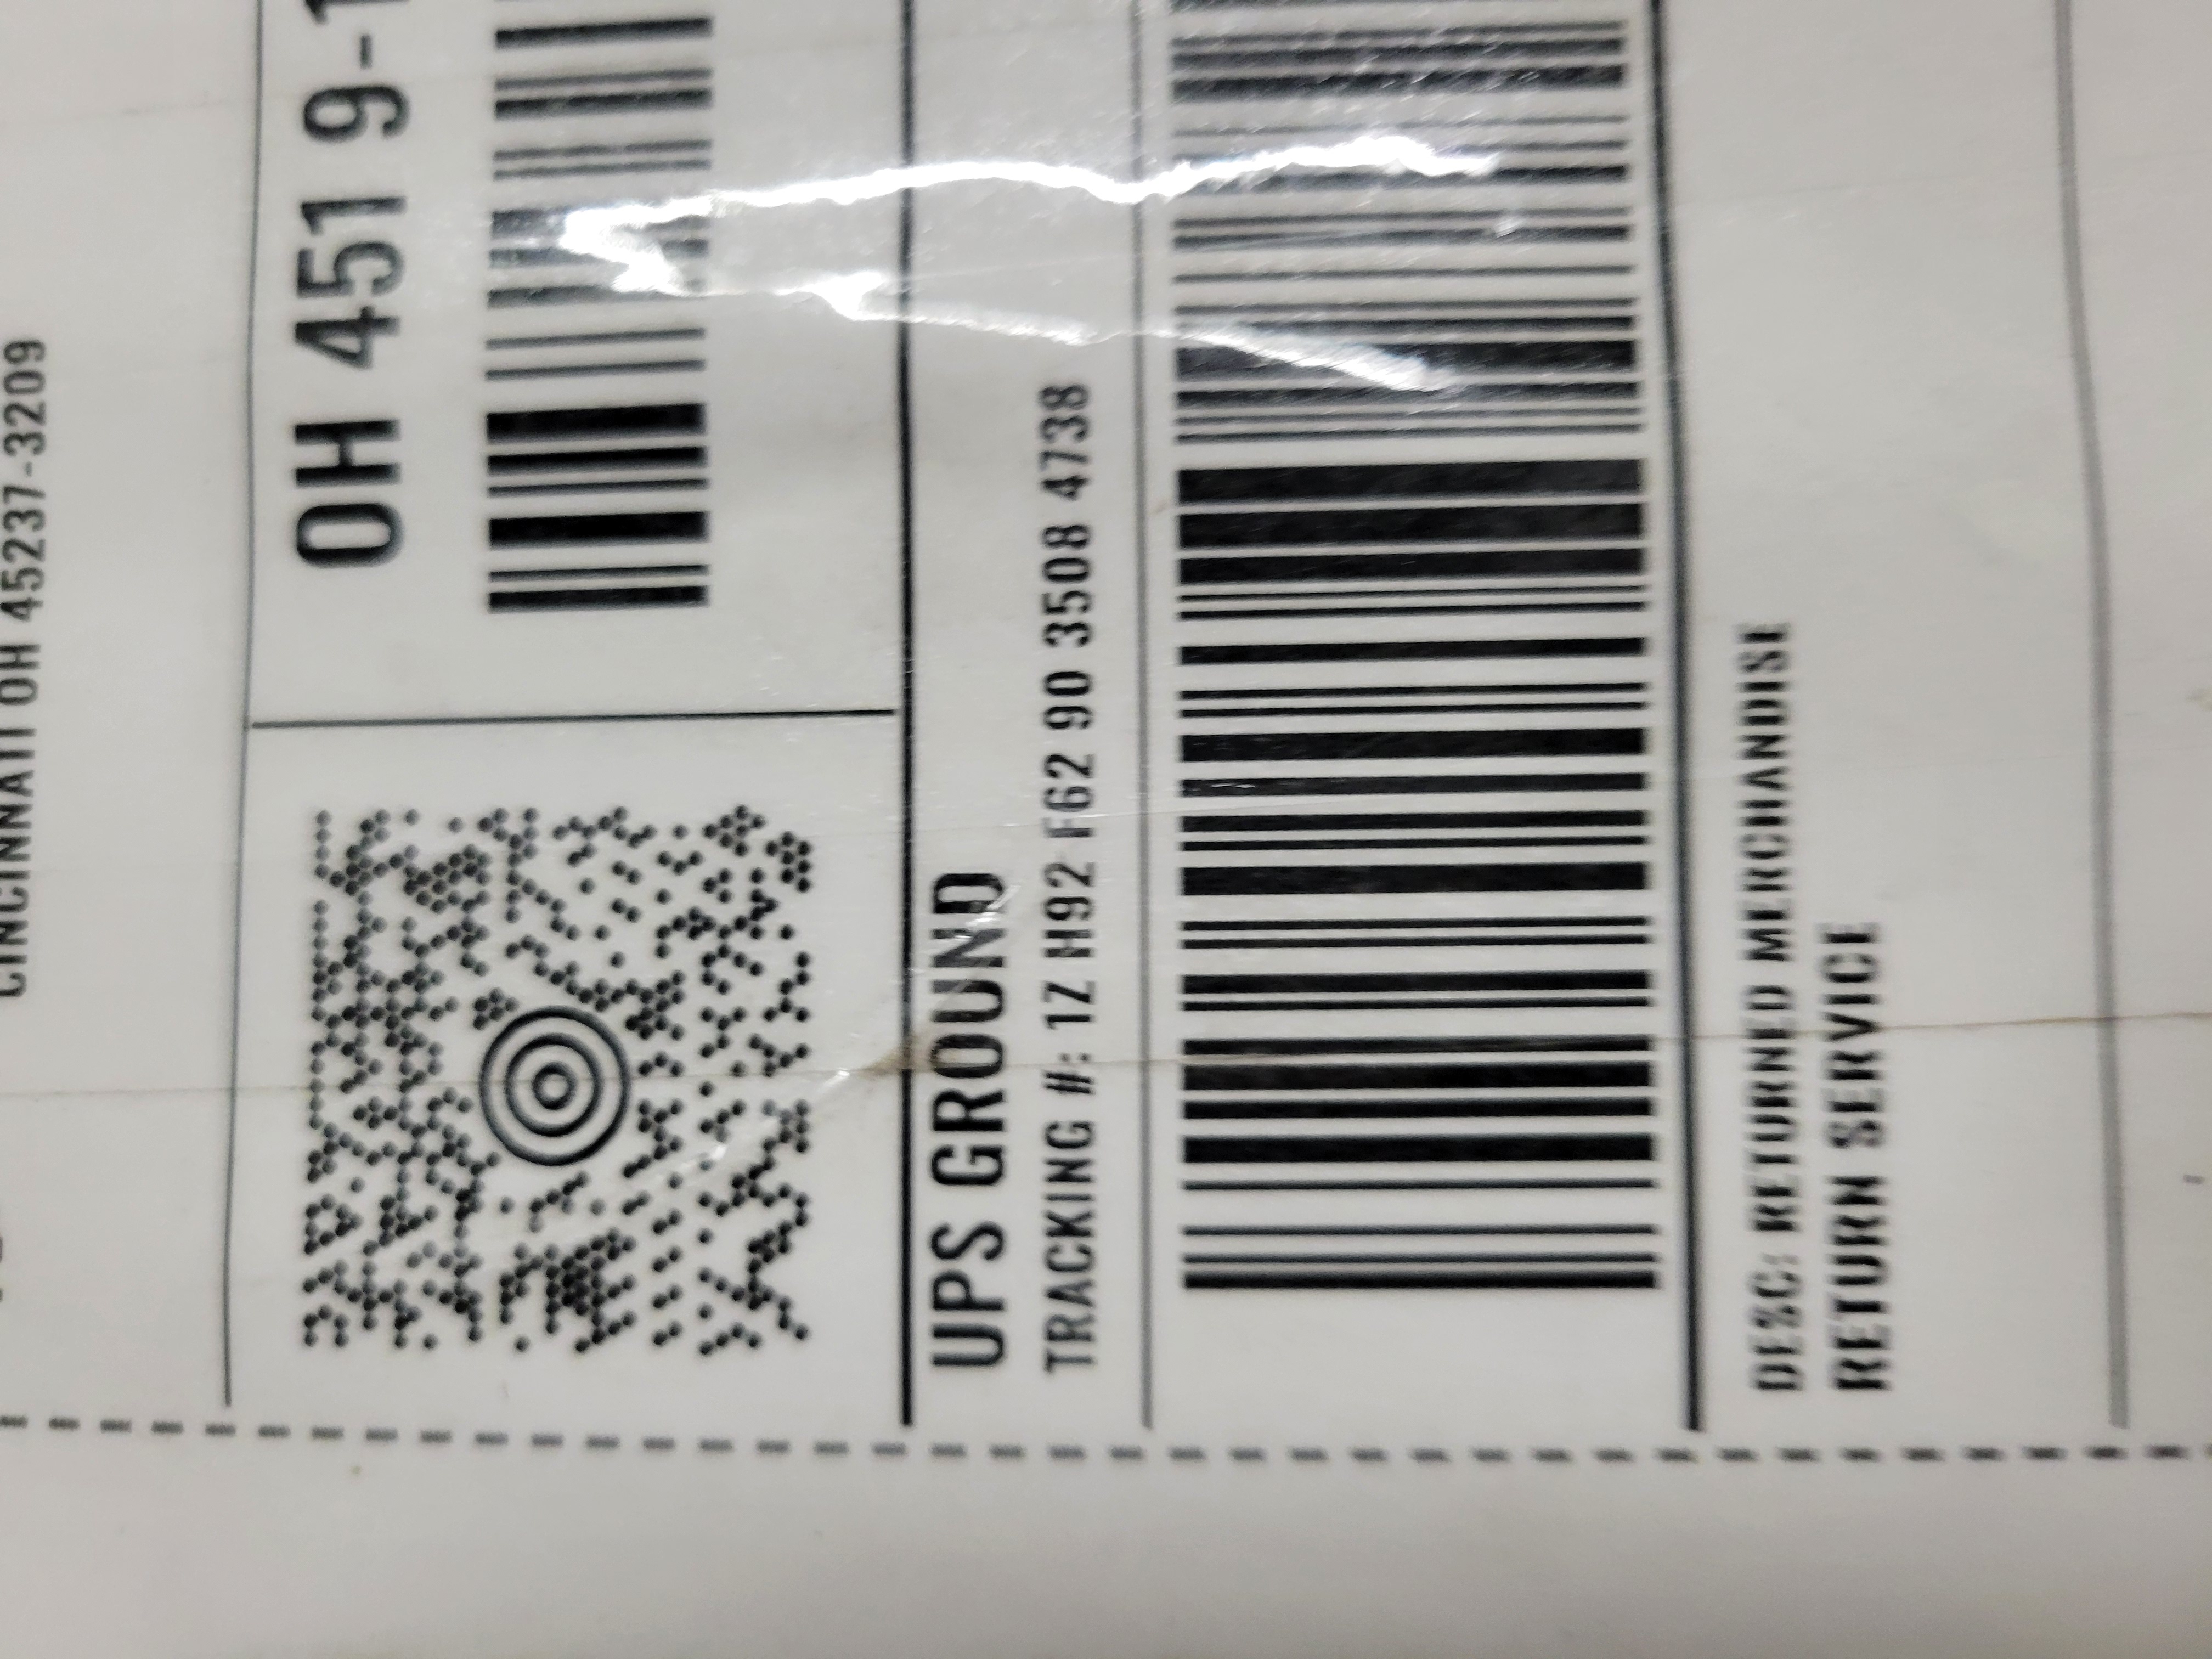 CINCINNATI OH 45237-3209
OH 451 9-1
UPS GROUND
TRACKING #: 1Z H92 F62 90 3508 4738
DESC: RETURNED MERCHANDISE
RETURN SERVICE